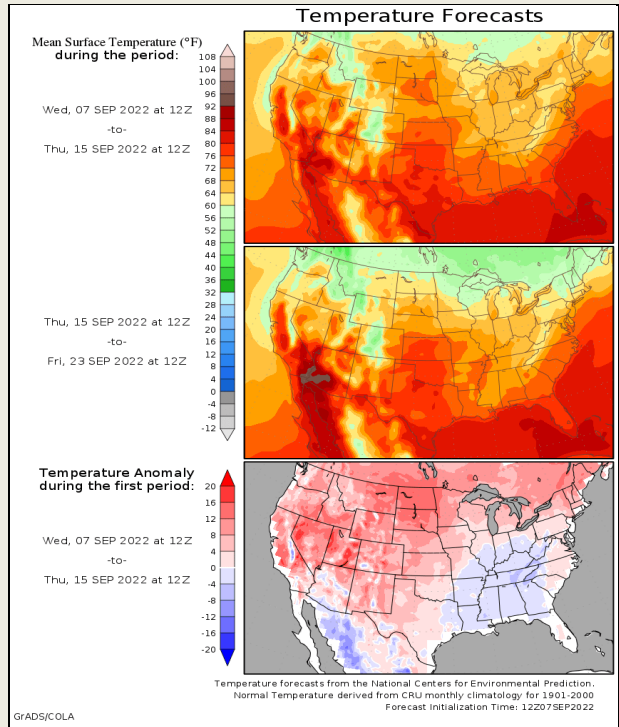 Temperature Forecasts
Mean Surface Temperature (°F)
during the period:
Wed, 07 SEP 2022 at 12Z
-to-
Thu, 15 SEP 2022 at 12Z
108
104
100
96
92
88
84
80
76
72
68
64
60
56
52
48
44
40
36
32
28
24
20
16
12
8
4
0
-4
-8
-12
Thu, 15 SEP 2022 at 12Z
-to-
Fri, 23 SEP 2022 at 12Z
Temperature Anomaly
during the first period:
Wed, 07 SEP 2022 at 12Z
-to-
Thu, 15 SEP 2022 at 12Z
20
16
12
8
4
0
-4
-8
-12
-16
-20
Temperature forecasts from the National Centers for Environmental Prediction.
Normal Temperature derived from CRU monthly climatology for 1901-2000
Forecast Initialization Time: 12Z07SEP2022
GrADS/COLA